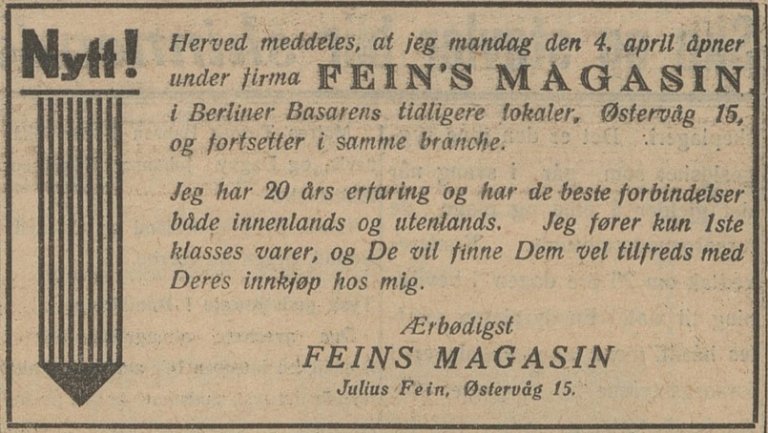 Nytt!
Herved meddeles, at jeg mandag den 4. april åpner
under firma FEIN'S MAGASIN
i Berliner Basarens tidligere lokaler, Østervåg 15,
og fortsetter i samme branche.
Jeg har 20 års erfaring og har de beste forbindelser
både innenlands og utenlands. Jeg fører kun 1ste
klasses varer, og De vil finne Dem vel tilfreds med
Deres innkjøp hos mig.
Ærbødigst
FEINS MAGASIN
Julius Fein, Østervåg 15.